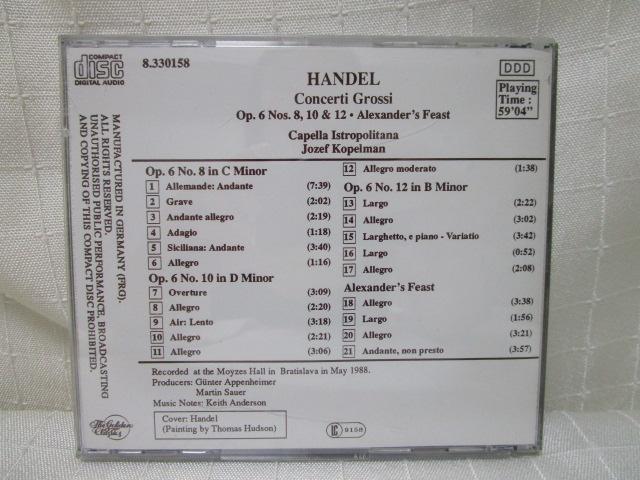 COMPACT
disc
DIGITAL AUDIO
8.330158
HANDEL
Concerti Grossi
Op. 6 Nos. 8, 10 & 12 • Alexander's Feast
Capella Istropolitana
Jozef Kopelman
DDD
Playing
Time :
59'04"
MANUFACTURED IN GERMANY (FRG).
ALL RIGHTS RESERVED.
UNAUTHORISED PUBLIC PERFORMANCE, BROADCASTING
AND COPYING OF THIS COMPACT DISC PROHIBITED.
Op. 6 No. 8 in C Minor
1 Allemande: Andante (7:39)
2 Grave (2:02)
3 Andante allegro (2:19)
4 Adagio (1:18)
5 Siciliana: Andante (3:40)
6 Allegro (1:16)
Op. 6 No. 10 in D Minor
7 Overture (3:09)
8 Allegro (2:20)
9 Air: Lento (3:18)
10 Allegro (2:21)
11 Allegro (3:06)
12 Allegro moderato (1:38)
Op. 6 No. 12 in B Minor
13 Largo (2:22)
14 Allegro (3:02)
15 Larghetto, e piano - Variatio (3:42)
16 Largo (0:52)
17 Allegro (2:08)
Alexander's Feast
18 Allegro (3:38)
19 Largo (1:56)
20 Allegro (3:21)
21 Andante, non presto (3:57)
Recorded at the Moyzes Hall in Bratislava in May 1988.
Producers: Günter Appenheimer
Martin Sauer
Music Notes: Keith Anderson
The Golden
Classics
Cover: Handel
(Painting by Thomas Hudson)
LC 9158